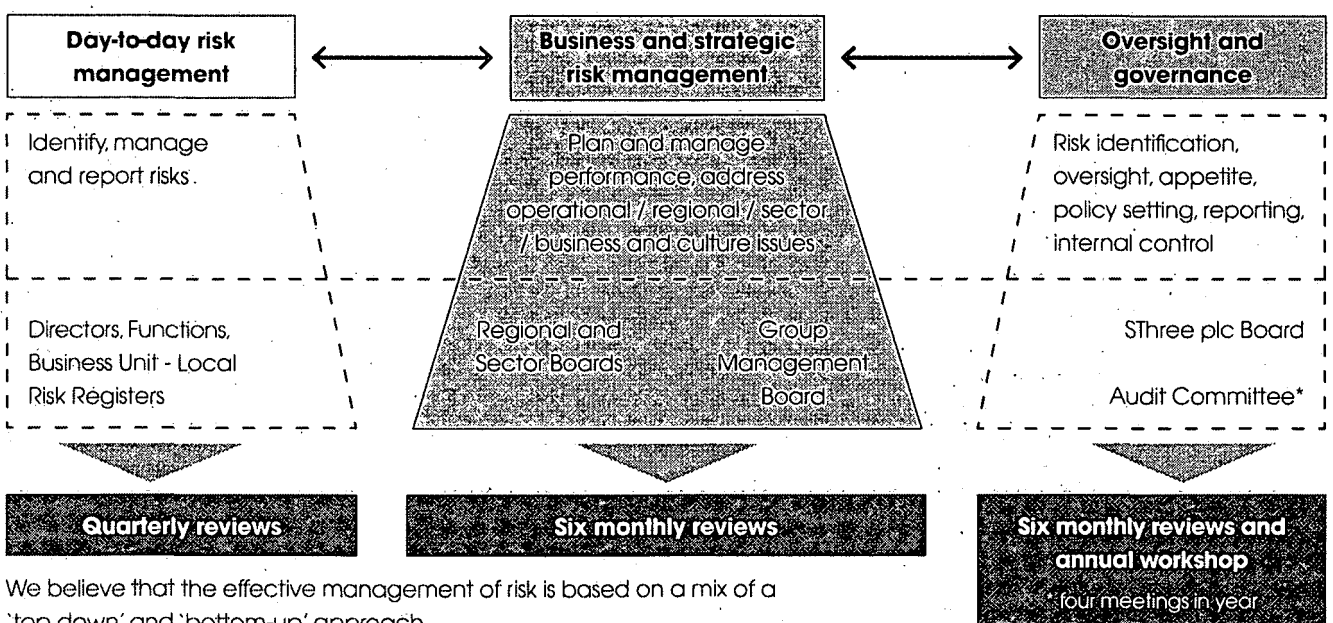 Day-to-day risk
management
Business and strategic
risk management
Oversight and
governance
Identify, manage
and report risks.
Plan and manage
performance, address
operational / regional / sector
/ business and culture issues
Risk identification,
oversight, appetite,
policy setting, reporting,
internal control
Directors, Functions,
Business Unit - Local
Risk Registers
Regional and
Sector Boards
Group
Management
Board
SThree plc Board
Audit Committee*
Quarterly reviews
Six monthly reviews
Six monthly reviews and
annual workshop
* four meetings in year
We believe that the effective management of risk is based on a mix of a
'top down' and 'bottom-up' approach